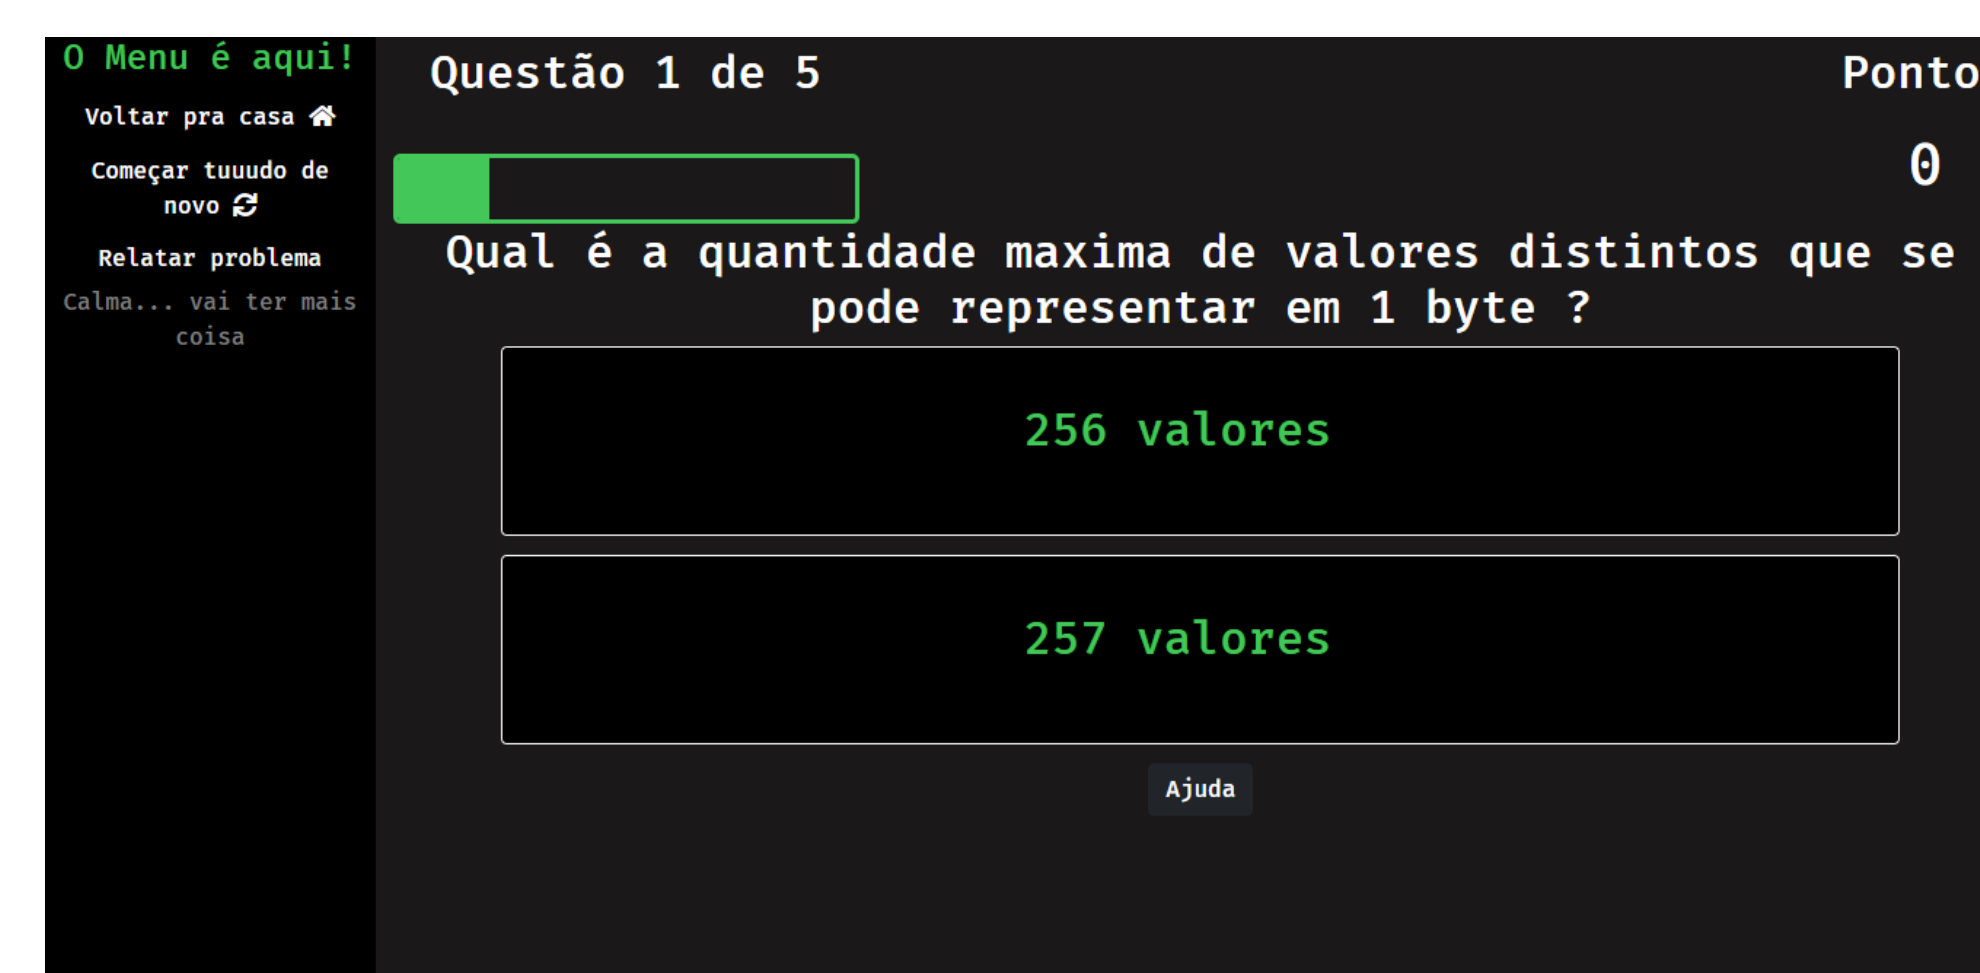 O Menu é aqui!
Voltar pra casa
Começar tuuudo de
novo
Relatar problema
Calma... vai ter mais
coisa
Questão 1 de 5
Ponto
0
Qual é a quantidade maxima de valores distintos que se
pode representar em 1 byte ?
256 valores
257 valores
Ajuda